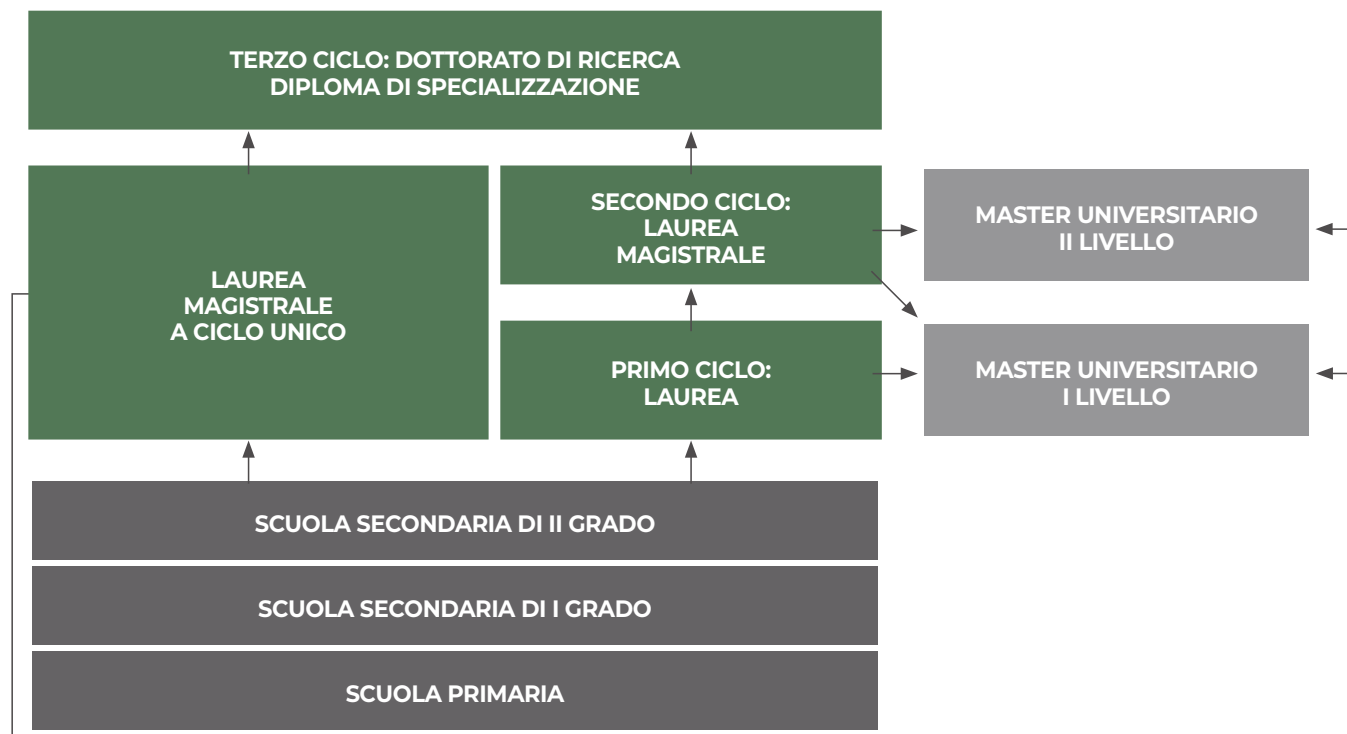 TERZO CICLO: DOTTORATO DI RICERCA
DIPLOMA DI SPECIALIZZAZIONE
LAUREA
MAGISTRALE
A CICLO UNICO
SECONDO CICLO:
LAUREA
MAGISTRALE
MASTER UNIVERSITARIO
II LIVELLO
PRIMO CICLO:
LAUREA
MASTER UNIVERSITARIO
I LIVELLO
SCUOLA SECONDARIA DI II GRADO
SCUOLA SECONDARIA DI I GRADO
SCUOLA PRIMARIA